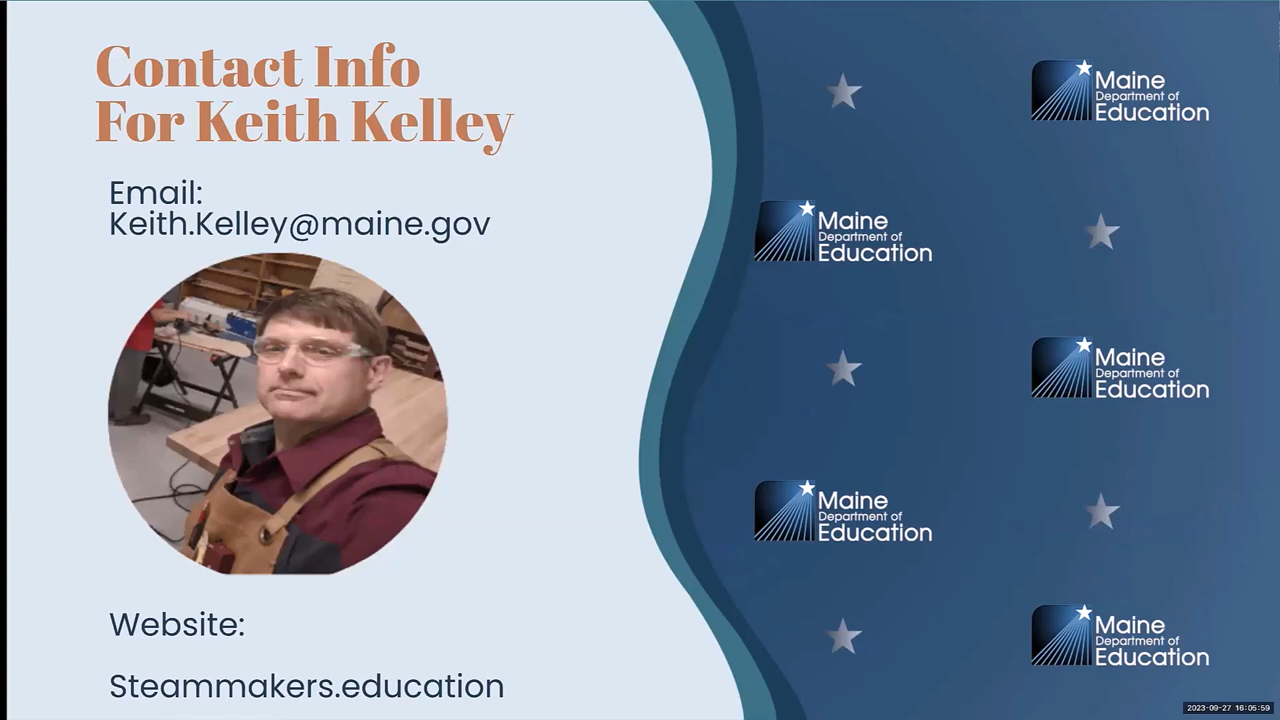 Contact Info
For Keith Kelley
Email:
Keith.Kelley@maine.gov
Website:
Steammakers.education
Maine
Department of
Education
Maine
Department of
Education
Maine
Department of
Education
Maine
Department of
Education
Maine
Department of
Education
2023-09-27 16:05:59